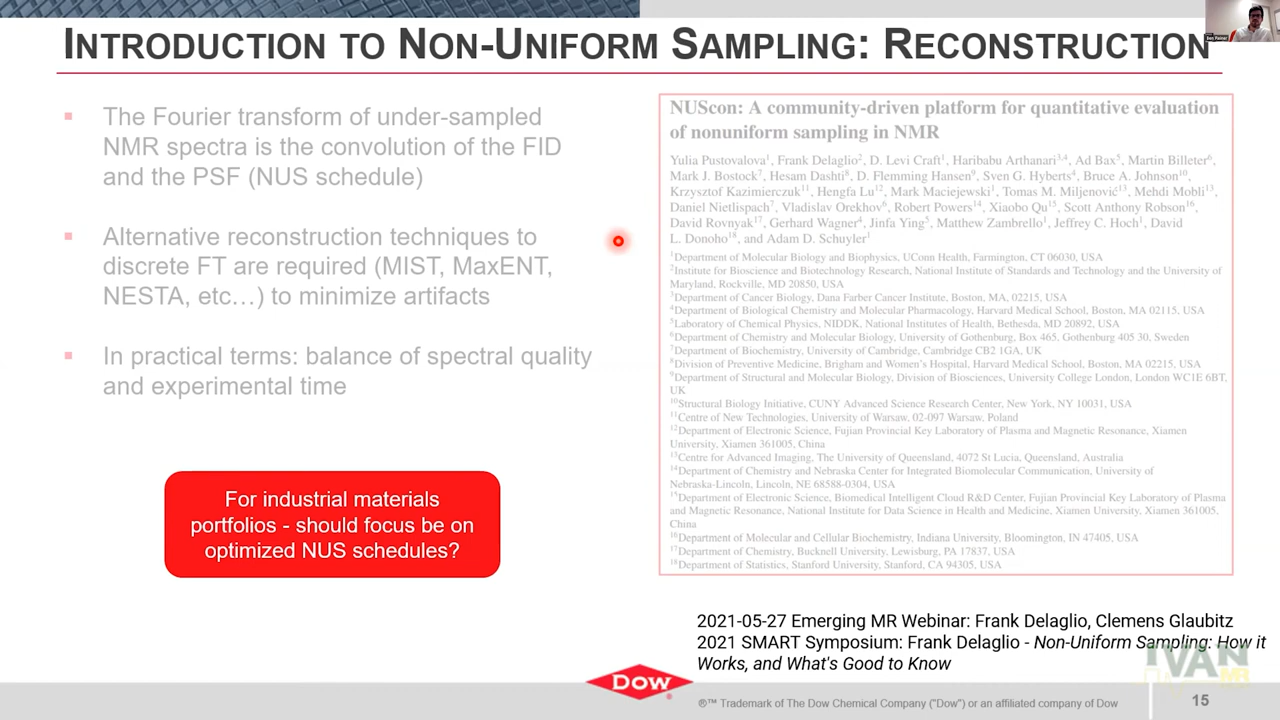 INTRODUCTION TO NON-UNIFORM SAMPLING: RECONSTRUCTION
The Fourier transform of under-sampled
NMR spectra is the convolution of the FID
and the PSF (NUS schedule)
Alternative reconstruction techniques to
discrete FT are required (MIST, MaxENT,
NESTA, etc…) to minimize artifacts
In practical terms: balance of spectral quality
and experimental time
For industrial materials
portfolios - should focus be on
optimized NUS schedules?
NUScon: A community-driven platform for quantitative evaluation
of nonuniform sampling in NMR
Yulia Pustovalova1, Frank Delaglio2, D. Levi Craft1, Haribabu Arthanari3,4, Ad Bax5, Martin Billeter6,
Mark J. Bostock7, Hesam Dashti8, D. Flemming Hansen9, Sven G. Hyberts4, Bruce A. Johnson10,
Krzysztof Kazimierczuk11, Hengfa Lu12, Mark Maciejewski1, Tomas M. Miljenović13, Mehdi Mobli13,
Daniel Nietlispach7, Vladislav Orekhov6, Robert Powers14, Xiaobo Qu15, Scott Anthony Robson16,
David Rovnyak17, Gerhard Wagner4, Jinfa Ying5, Matthew Zambrello1, Jeffrey C. Hoch1, David
L. Donoho18, and Adam D. Schuyler1
1Department of Molecular Biology and Biophysics, UConn Health, Farmington, CT 06030, USA
2Institute for Bioscience and Biotechnology Research, National Institute of Standards and Technology and the University of
Maryland, Rockville, MD 20850, USA
3Department of Cancer Biology, Dana Farber Cancer Institute, Boston, MA, 02215, USA
4Department of Biological Chemistry and Molecular Pharmacology, Harvard Medical School, Boston, MA 02115, USA
5Laboratory of Chemical Physics, NIDDK, National Institutes of Health, Bethesda, MD 20892, USA
6Department of Chemistry and Molecular Biology, University of Gothenburg, Box 465, Gothenburg 405 30, Sweden
7Department of Biochemistry, University of Cambridge, Cambridge CB2 1GA, UK
8Division of Preventive Medicine, Brigham and Women's Hospital, Harvard Medical School, Boston, MA 02215, USA
9Department of Structural and Molecular Biology, Division of Biosciences, University College London, London WC1E 6BT,
UK
10Structural Biology Initiative, CUNY Advanced Science Research Center, New York, NY 10031, USA
11Centre of New Technologies, University of Warsaw, 02-097 Warsaw, Poland
12Department of Electronic Science, Fujian Provincial Key Laboratory of Plasma and Magnetic Resonance, Xiamen
University, Xiamen 361005, China
13Centre for Advanced Imaging, The University of Queensland, 4072 St Lucia, Queensland, Australia
14Department of Chemistry and Nebraska Center for Integrated Biomolecular Communication, University of
Nebraska-Lincoln, Lincoln, NE 68588-0304, USA
15Department of Electronic Science, Biomedical Intelligent Cloud R&D Center, Fujian Provincial Key Laboratory of Plasma
and Magnetic Resonance, National Institute for Data Science in Health and Medicine, Xiamen University, Xiamen 361005,
China
16Department of Molecular and Cellular Biochemistry, Indiana University, Bloomington, IN 47405, USA
17Department of Chemistry, Bucknell University, Lewisburg, PA 17837, USA
18Department of Statistics, Stanford University, Stanford, CA 94305, USA
2021-05-27 Emerging MR Webinar: Frank Delaglio, Clemens Glaubitz
2021 SMART Symposium: Frank Delaglio - Non-Uniform Sampling: How it
Works, and What's Good to Know
IVAN
MR
DOW
®™ Trademark of The Dow Chemical Company ("Dow") or an affiliated company of Dow
15